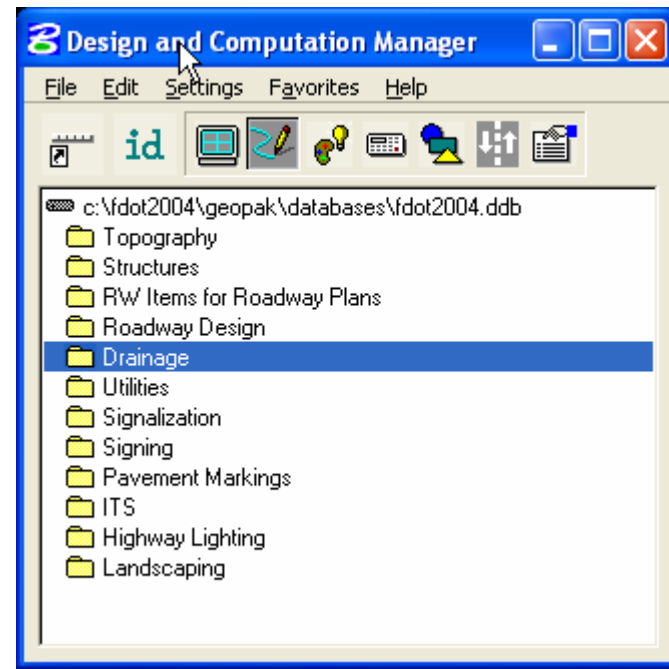 Design and Computation Manager
File Edit Settings Favorites Help
id
c:\fdot2004\geopak\databases\fdot2004.ddb
Topography
Structures
RW Items for Roadway Plans
Roadway Design
Drainage
Utilities
Signalization
Signing
Pavement Markings
ITS
Highway Lighting
Landscaping